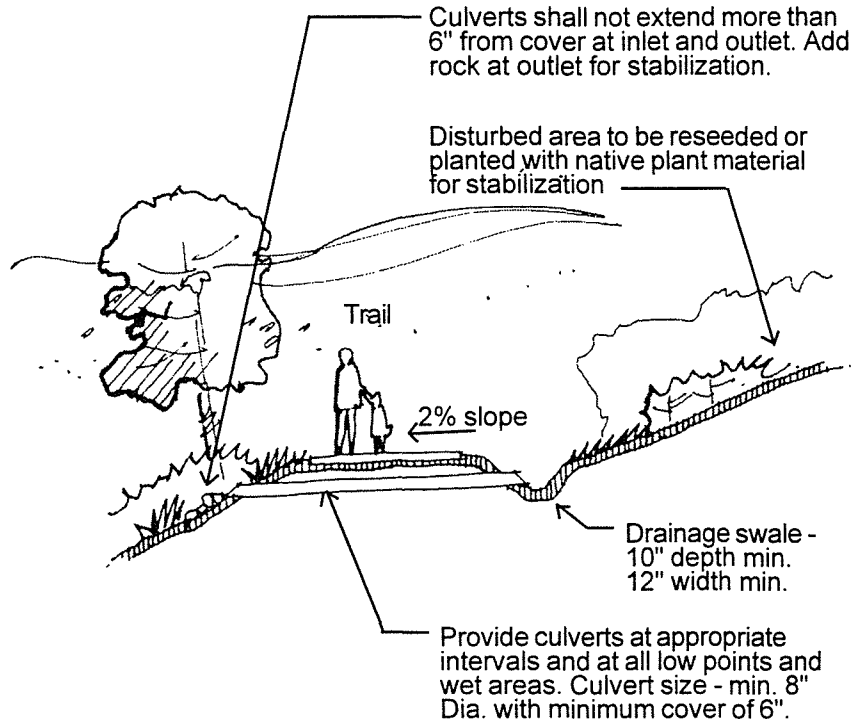 Culverts shall not extend more than
6" from cover at inlet and outlet. Add
rock at outlet for stabilization.
Disturbed area to be reseeded or
planted with native plant material
for stabilization
Trail
2% slope
Drainage swale -
10" depth min.
12" width min.
Provide culverts at appropriate
intervals and at all low points and
wet areas. Culvert size - min. 8"
Dia. with minimum cover of 6".